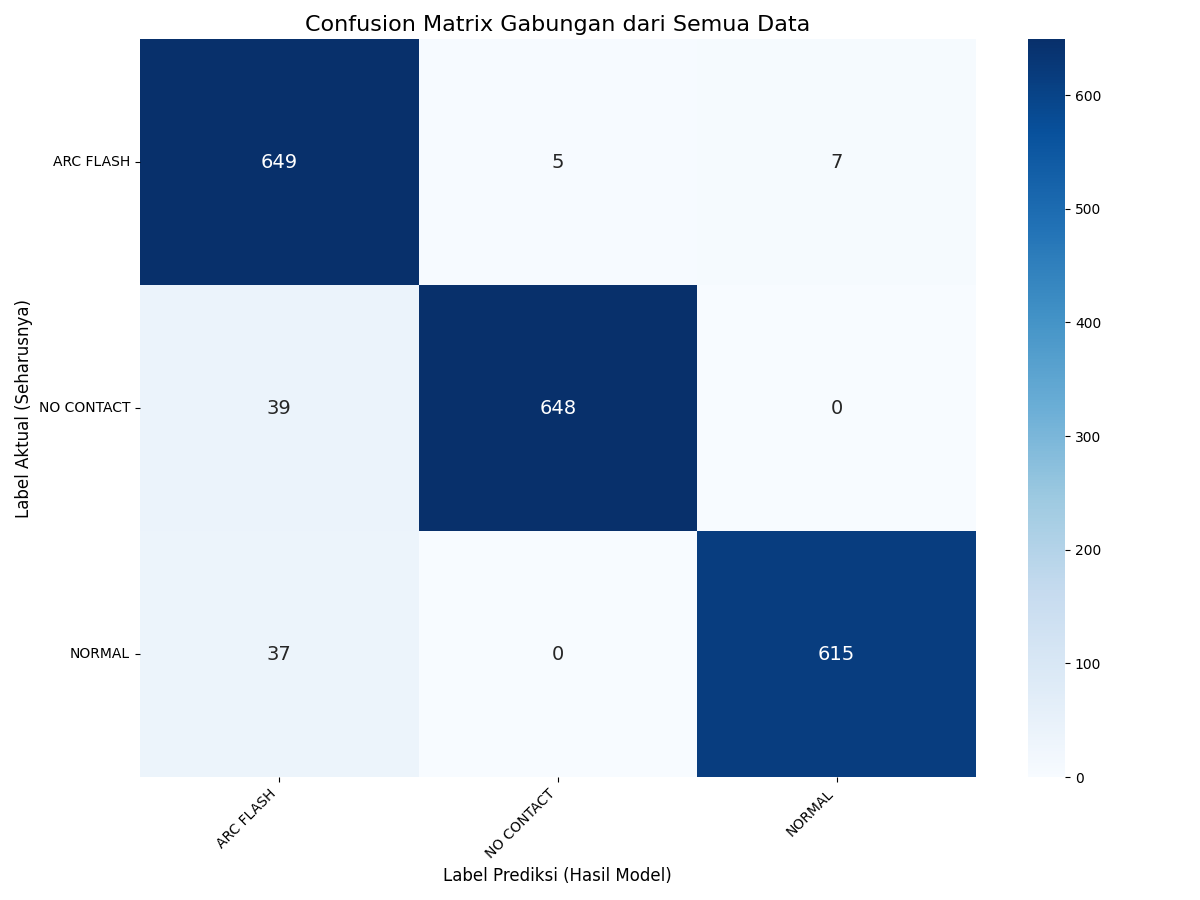 Confusion Matrix Gabungan dari Semua Data
Label Aktual (Seharusnya)
ARC FLASH
649 5 7
NO CONTACT
39 648 0
NORMAL
37 0 615
ARC FLASH
NO CONTACT
NORMAL
Label Prediksi (Hasil Model)
600
500
400
300
200
100
0